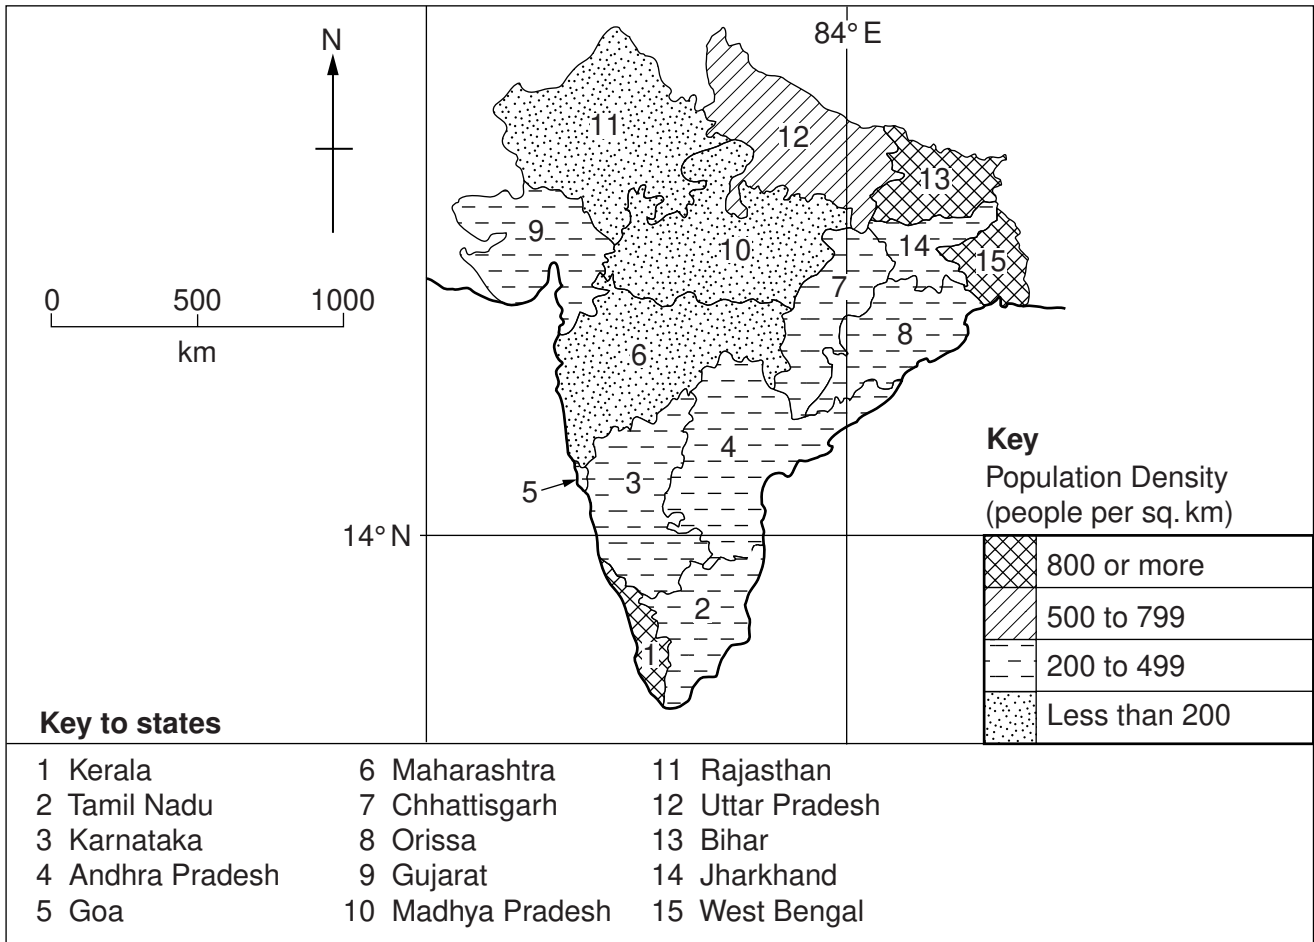 N
84° E
11
12
13
9
10
14
15
7
0 500 1000
km
6
8
4
5
3
14° N
2
1
Key
Population Density
(people per sq. km)
800 or more
500 to 799
200 to 499
Less than 200
Key to states
1 Kerala 6 Maharashtra 11 Rajasthan
2 Tamil Nadu 7 Chhattisgarh 12 Uttar Pradesh
3 Karnataka 8 Orissa 13 Bihar
4 Andhra Pradesh 9 Gujarat 14 Jharkhand
5 Goa 10 Madhya Pradesh 15 West Bengal